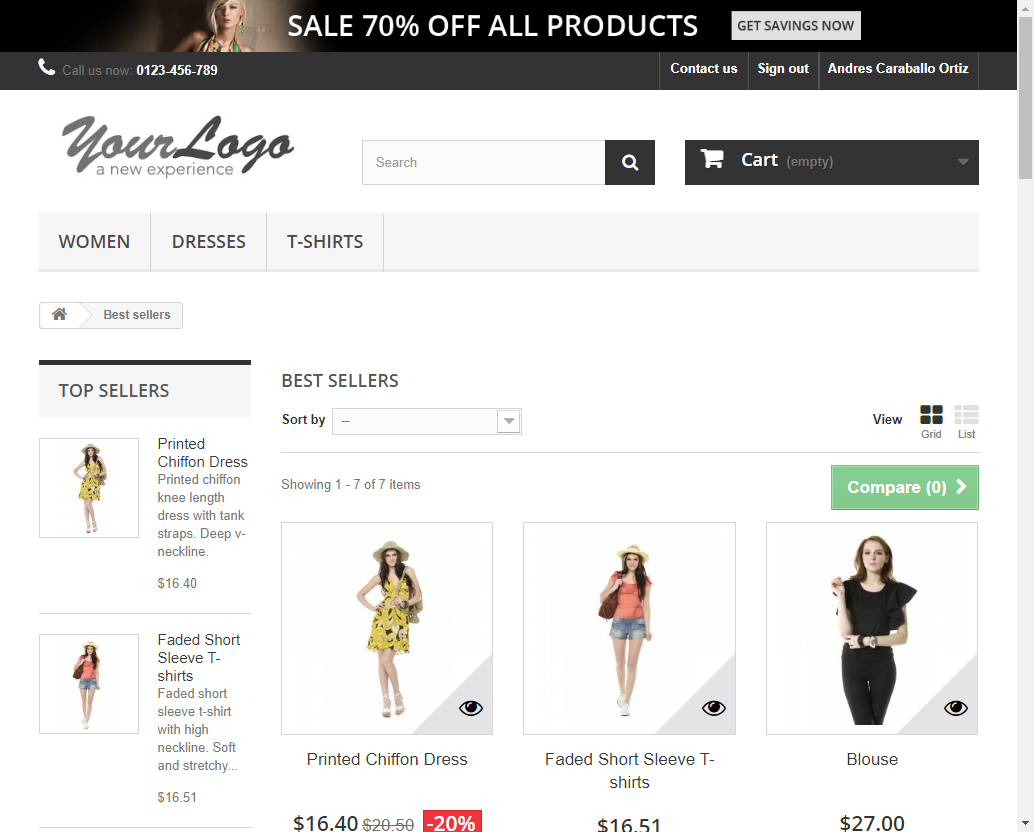 SALE 70% OFF ALL PRODUCTS GET SAVINGS NOW
Call us now: 0123-456-789 Contact us Sign out Andres Caraballo Ortiz
YourLogo
a new experience
Search Cart (empty)
WOMEN DRESSES T-SHIRTS
Best sellers
TOP SELLERS
Printed
Chiffon Dress
Printed chiffon
knee length
dress with tank
straps. Deep v-
neckline.
$16.40
Faded Short
Sleeve T-
shirts
Faded short
sleeve t-shirt
with high
neckline. Soft
and stretchy...
$16.51
BEST SELLERS
Sort by -- View Grid List
Showing 1 - 7 of 7 items Compare (0)
Printed Chiffon Dress
$16.40 $20.50 -20%
Faded Short Sleeve T-
shirts
$16.51
Blouse
$27.00